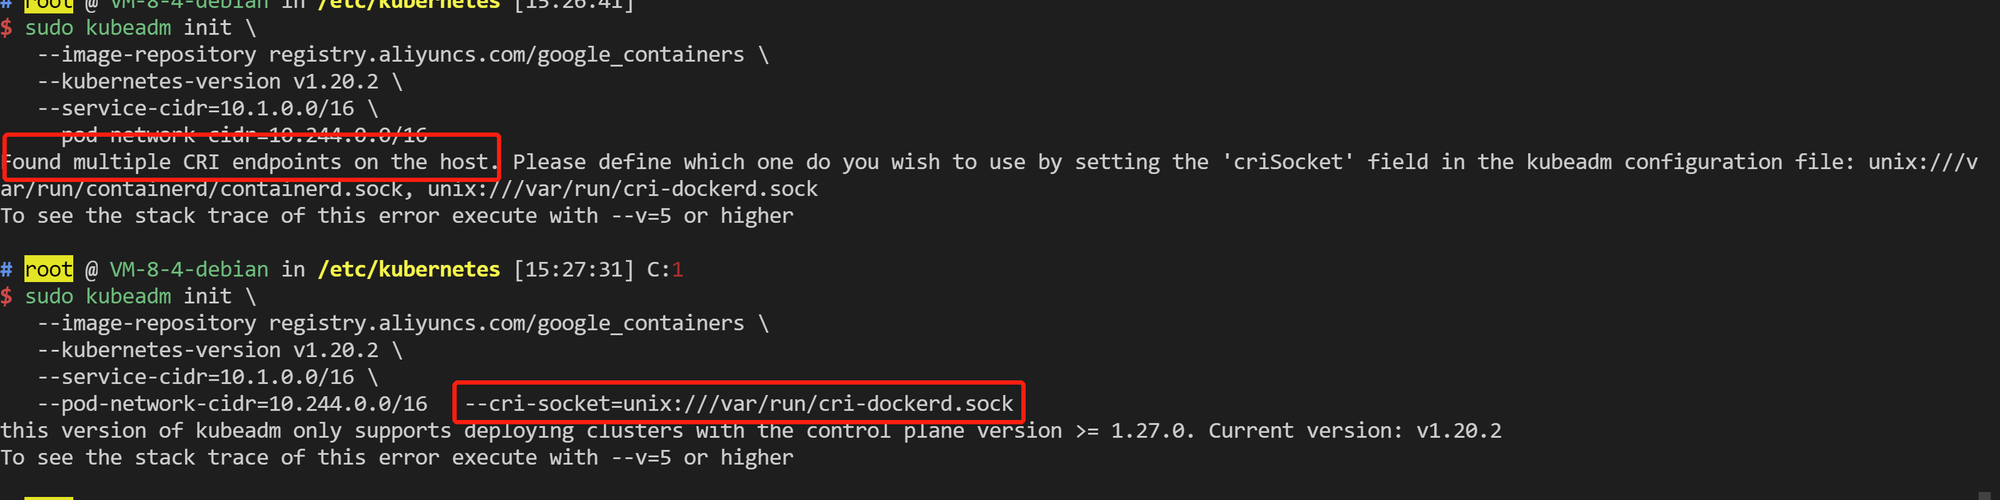 # root @ VM-8-4-debian in /etc/kubernetes [15:26:41]
$ sudo kubeadm init \
--image-repository registry.aliyuncs.com/google_containers \
--kubernetes-version v1.20.2 \
--service-cidr=10.1.0.0/16 \
--pod-network-cidr=10.244.0.0/16
Found multiple CRI endpoints on the host. Please define which one do you wish to use by setting the 'criSocket' field in the kubeadm configuration file: unix:///v
ar/run/containerd/containerd.sock, unix:///var/run/cri-dockerd.sock
To see the stack trace of this error execute with --v=5 or higher
# root @ VM-8-4-debian in /etc/kubernetes [15:27:31] C:1
$ sudo kubeadm init \
--image-repository registry.aliyuncs.com/google_containers \
--kubernetes-version v1.20.2 \
--service-cidr=10.1.0.0/16 \
--pod-network-cidr=10.244.0.0/16 --cri-socket=unix:///var/run/cri-dockerd.sock
this version of kubeadm only supports deploying clusters with the control plane version >= 1.27.0. Current version: v1.20.2
To see the stack trace of this error execute with --v=5 or higher